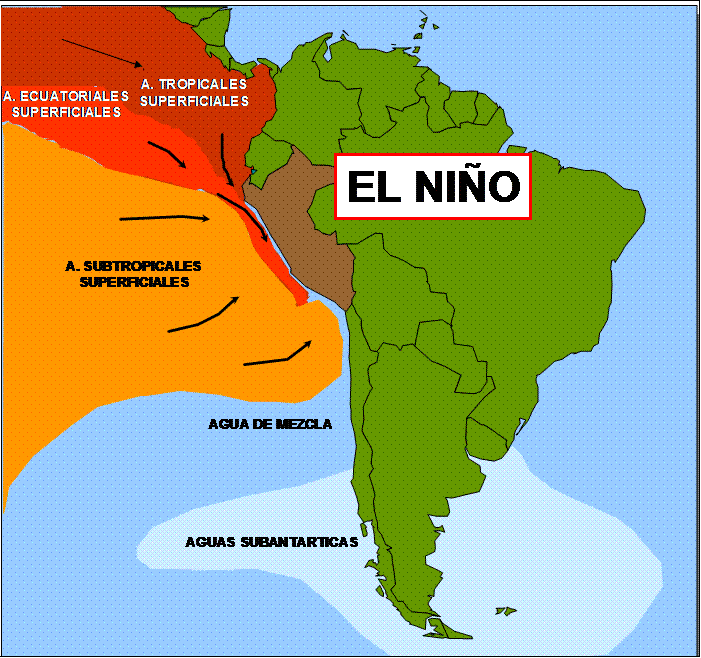 A. TROPICALES
SUPERFICIALES
A. ECUATORIALES
SUPERFICIALES
EL NIÑO
A. SUBTROPICALES
SUPERFICIALES
AGUA DE MEZCLA
AGUAS SUBANTARTICAS